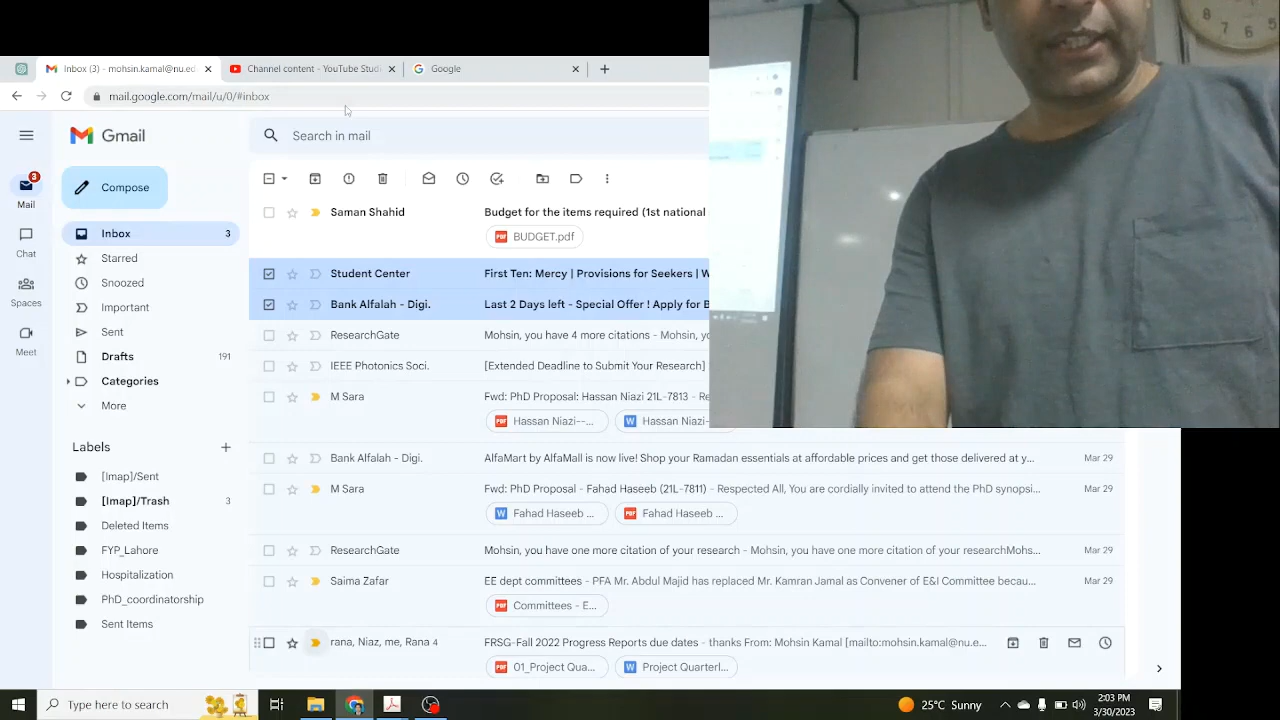 Inbox (3) - mohsin.kamal@nu.ed
Channel content - YouTube Stud
Google
mail.google.com/mail/u/0/#inbox
Gmail
Search in mail
Compose
3
Mail
Chat
Spaces
Meet
Inbox 3
Starred
Snoozed
Important
Sent
Drafts 191
Categories
More
Labels
[Imap]/Sent
[Imap]/Trash 3
Deleted Items
FYP_Lahore
Hospitalization
PhD_coordinatorship
Sent Items
Saman Shahid Budget for the items required (1st national
PDF BUDGET.pdf
Student Center First Ten: Mercy | Provisions for Seekers | W
Bank Alfalah - Digi. Last 2 Days left - Special Offer ! Apply for B
ResearchGate Mohsin, you have 4 more citations - Mohsin, yo
IEEE Photonics Soci. [Extended Deadline to Submit Your Research]
M Sara Fwd: PhD Proposal: Hassan Niazi 21L-7813 - Re
PDF Hassan Niazi--... W Hassan Niazi-
Bank Alfalah - Digi. AlfaMart by AlfaMall is now live! Shop your Ramadan essentials at affordable prices and get those delivered at y... Mar 29
M Sara Fwd: PhD Proposal - Fahad Haseeb (21L-7811) - Respected All, You are cordially invited to attend the PhD synopsi... Mar 29
W Fahad Haseeb ... PDF Fahad Haseeb ...
ResearchGate Mohsin, you have one more citation of your research - Mohsin, you have one more citation of your researchMohs... Mar 29
Saima Zafar EE dept committees - PFA Mr. Abdul Majid has replaced Mr. Kamran Jamal as Convener of E&I Committee becau... Mar 29
PDF Committees - E...
rana, Niaz, me, Rana 4 FRSG-Fall 2022 Progress Reports due dates - thanks From: Mohsin Kamal [mailto:mohsin.kamal@nu.e...
PDF 01_Project Qua... W Project Quarterl...
Type here to search
25°C Sunny
2:03 PM
3/30/2023
8 7 6 5 4